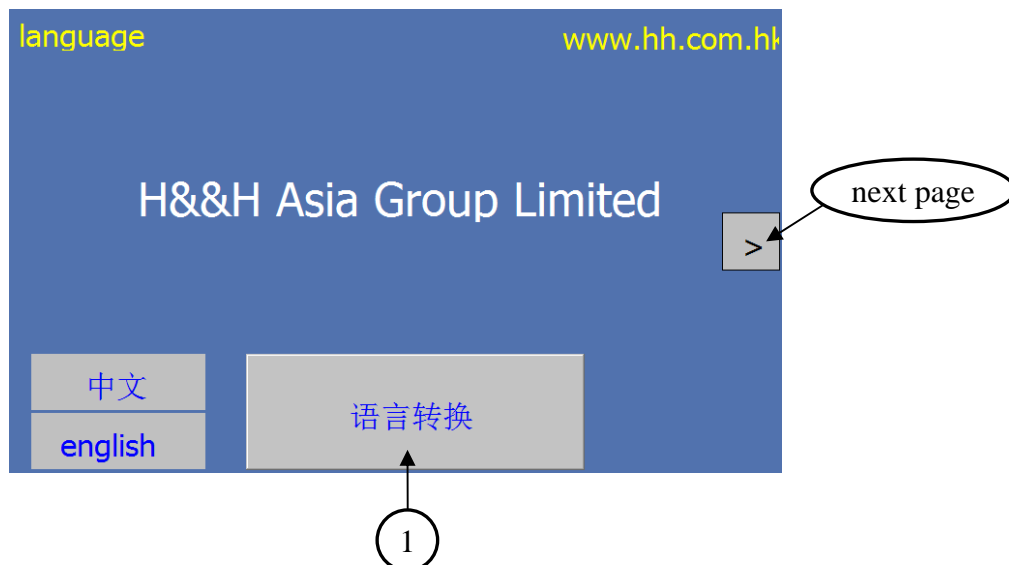 language
www.hh.com.hk
H&&H Asia Group Limited
next page
>
中文
english
语言转换
1